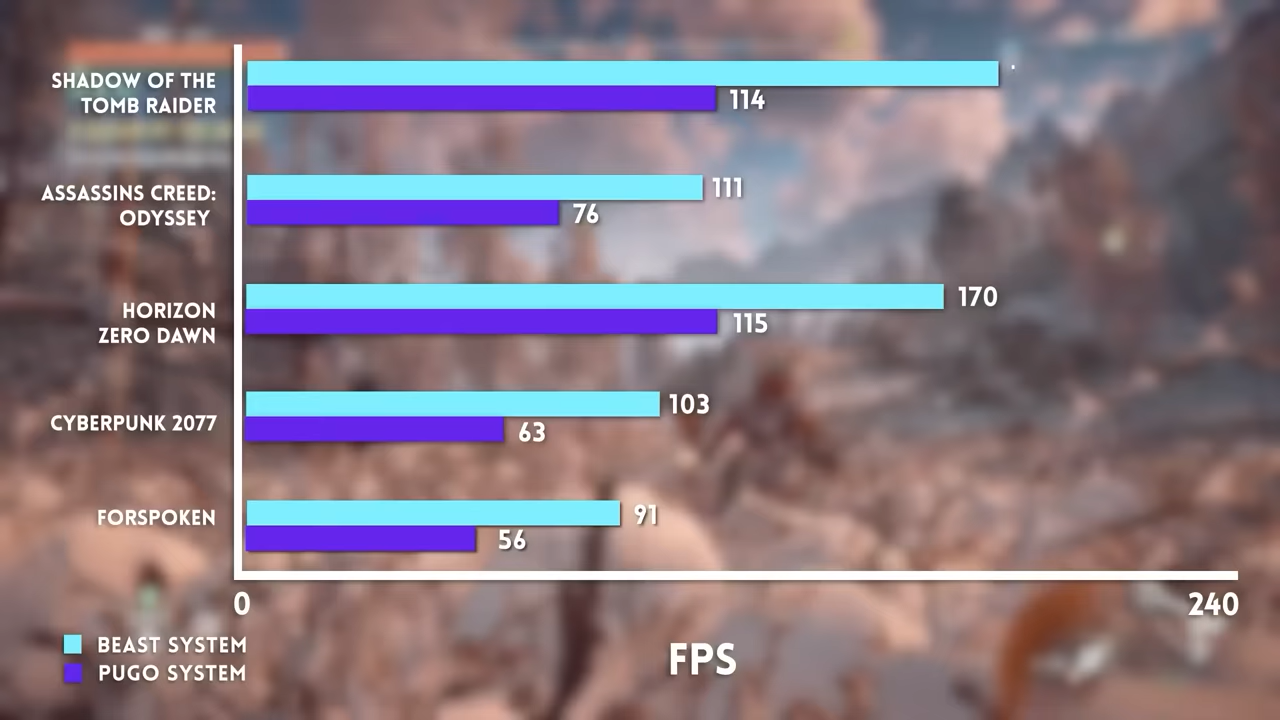 SHADOW OF THE
TOMB RAIDER
114
ASSASSINS CREED:
ODYSSEY
111
76
HORIZON
ZERO DAWN
170
115
CYBERPUNK 2077
103
63
FORSPOKEN
91
56
0
240
BEAST SYSTEM
PUGO SYSTEM
FPS